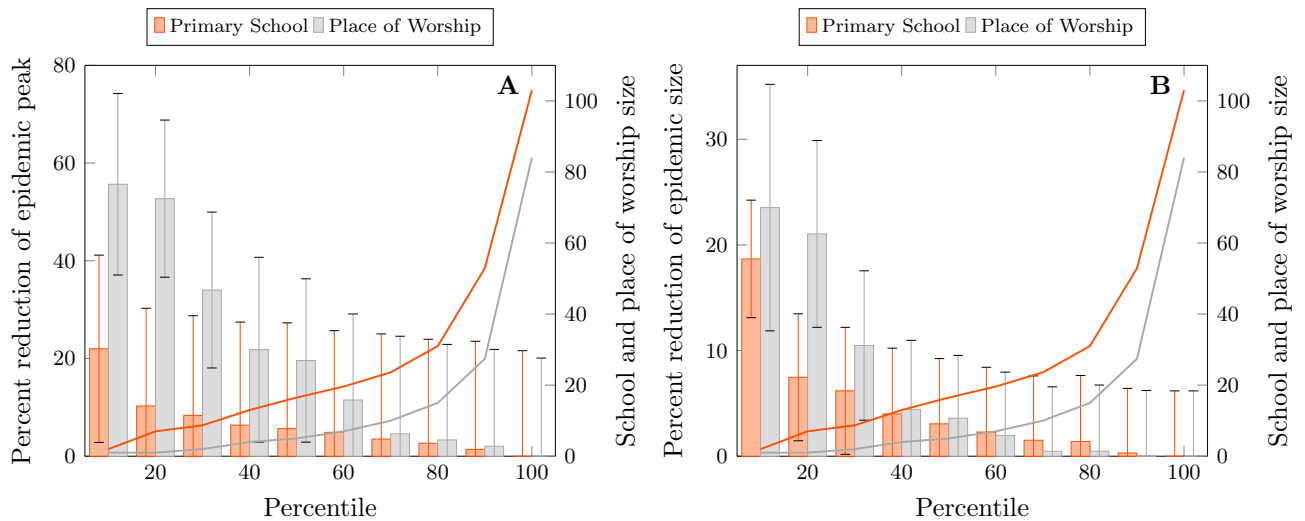 Primary School Place of Worship
A
Percent reduction of epidemic peak
80
60
40
20
0
20 40 60 80 100
Percentile
100
80
60
40
20
0
School and place of worship size
Primary School Place of Worship
B
Percent reduction of epidemic size
30
20
10
0
20 40 60 80 100
Percentile
100
80
60
40
20
0
School and place of worship size